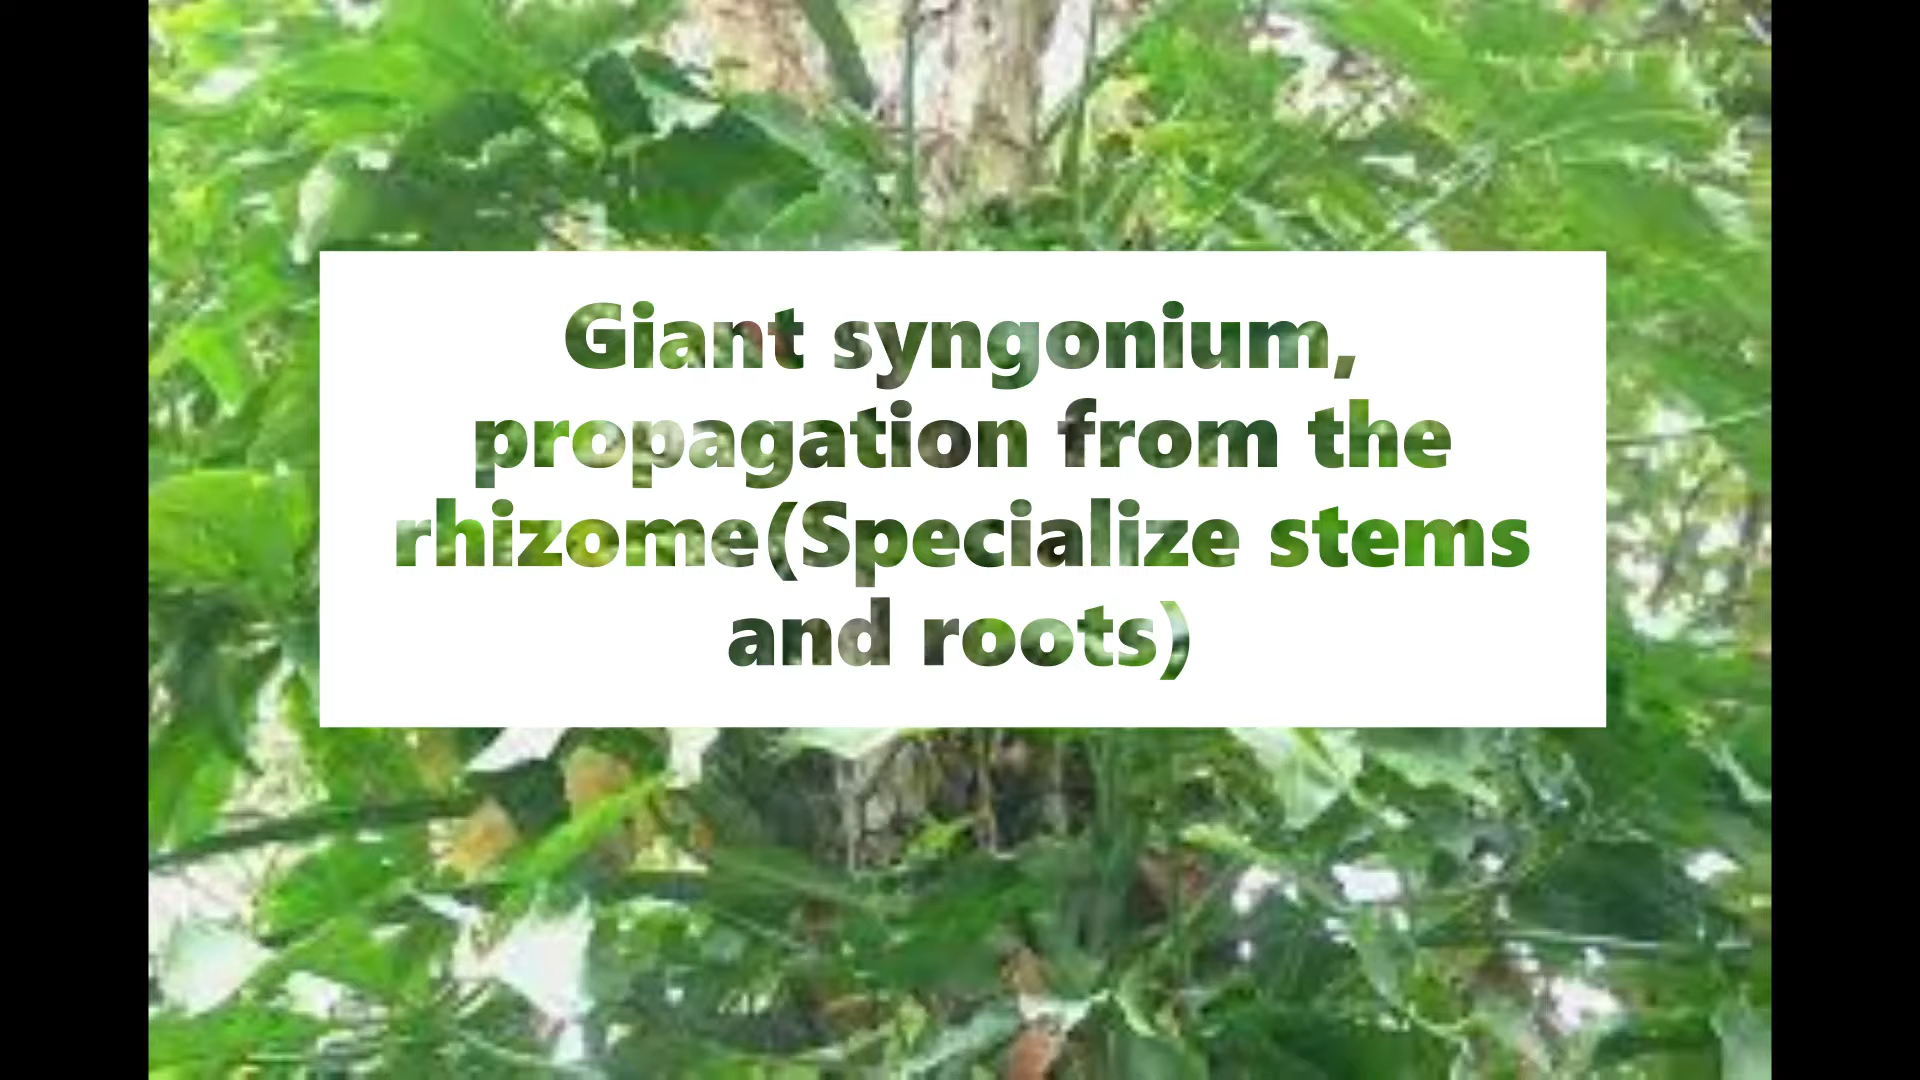 Giant syngonium,
propagation from the
rhizome(Specialize stems
and roots)